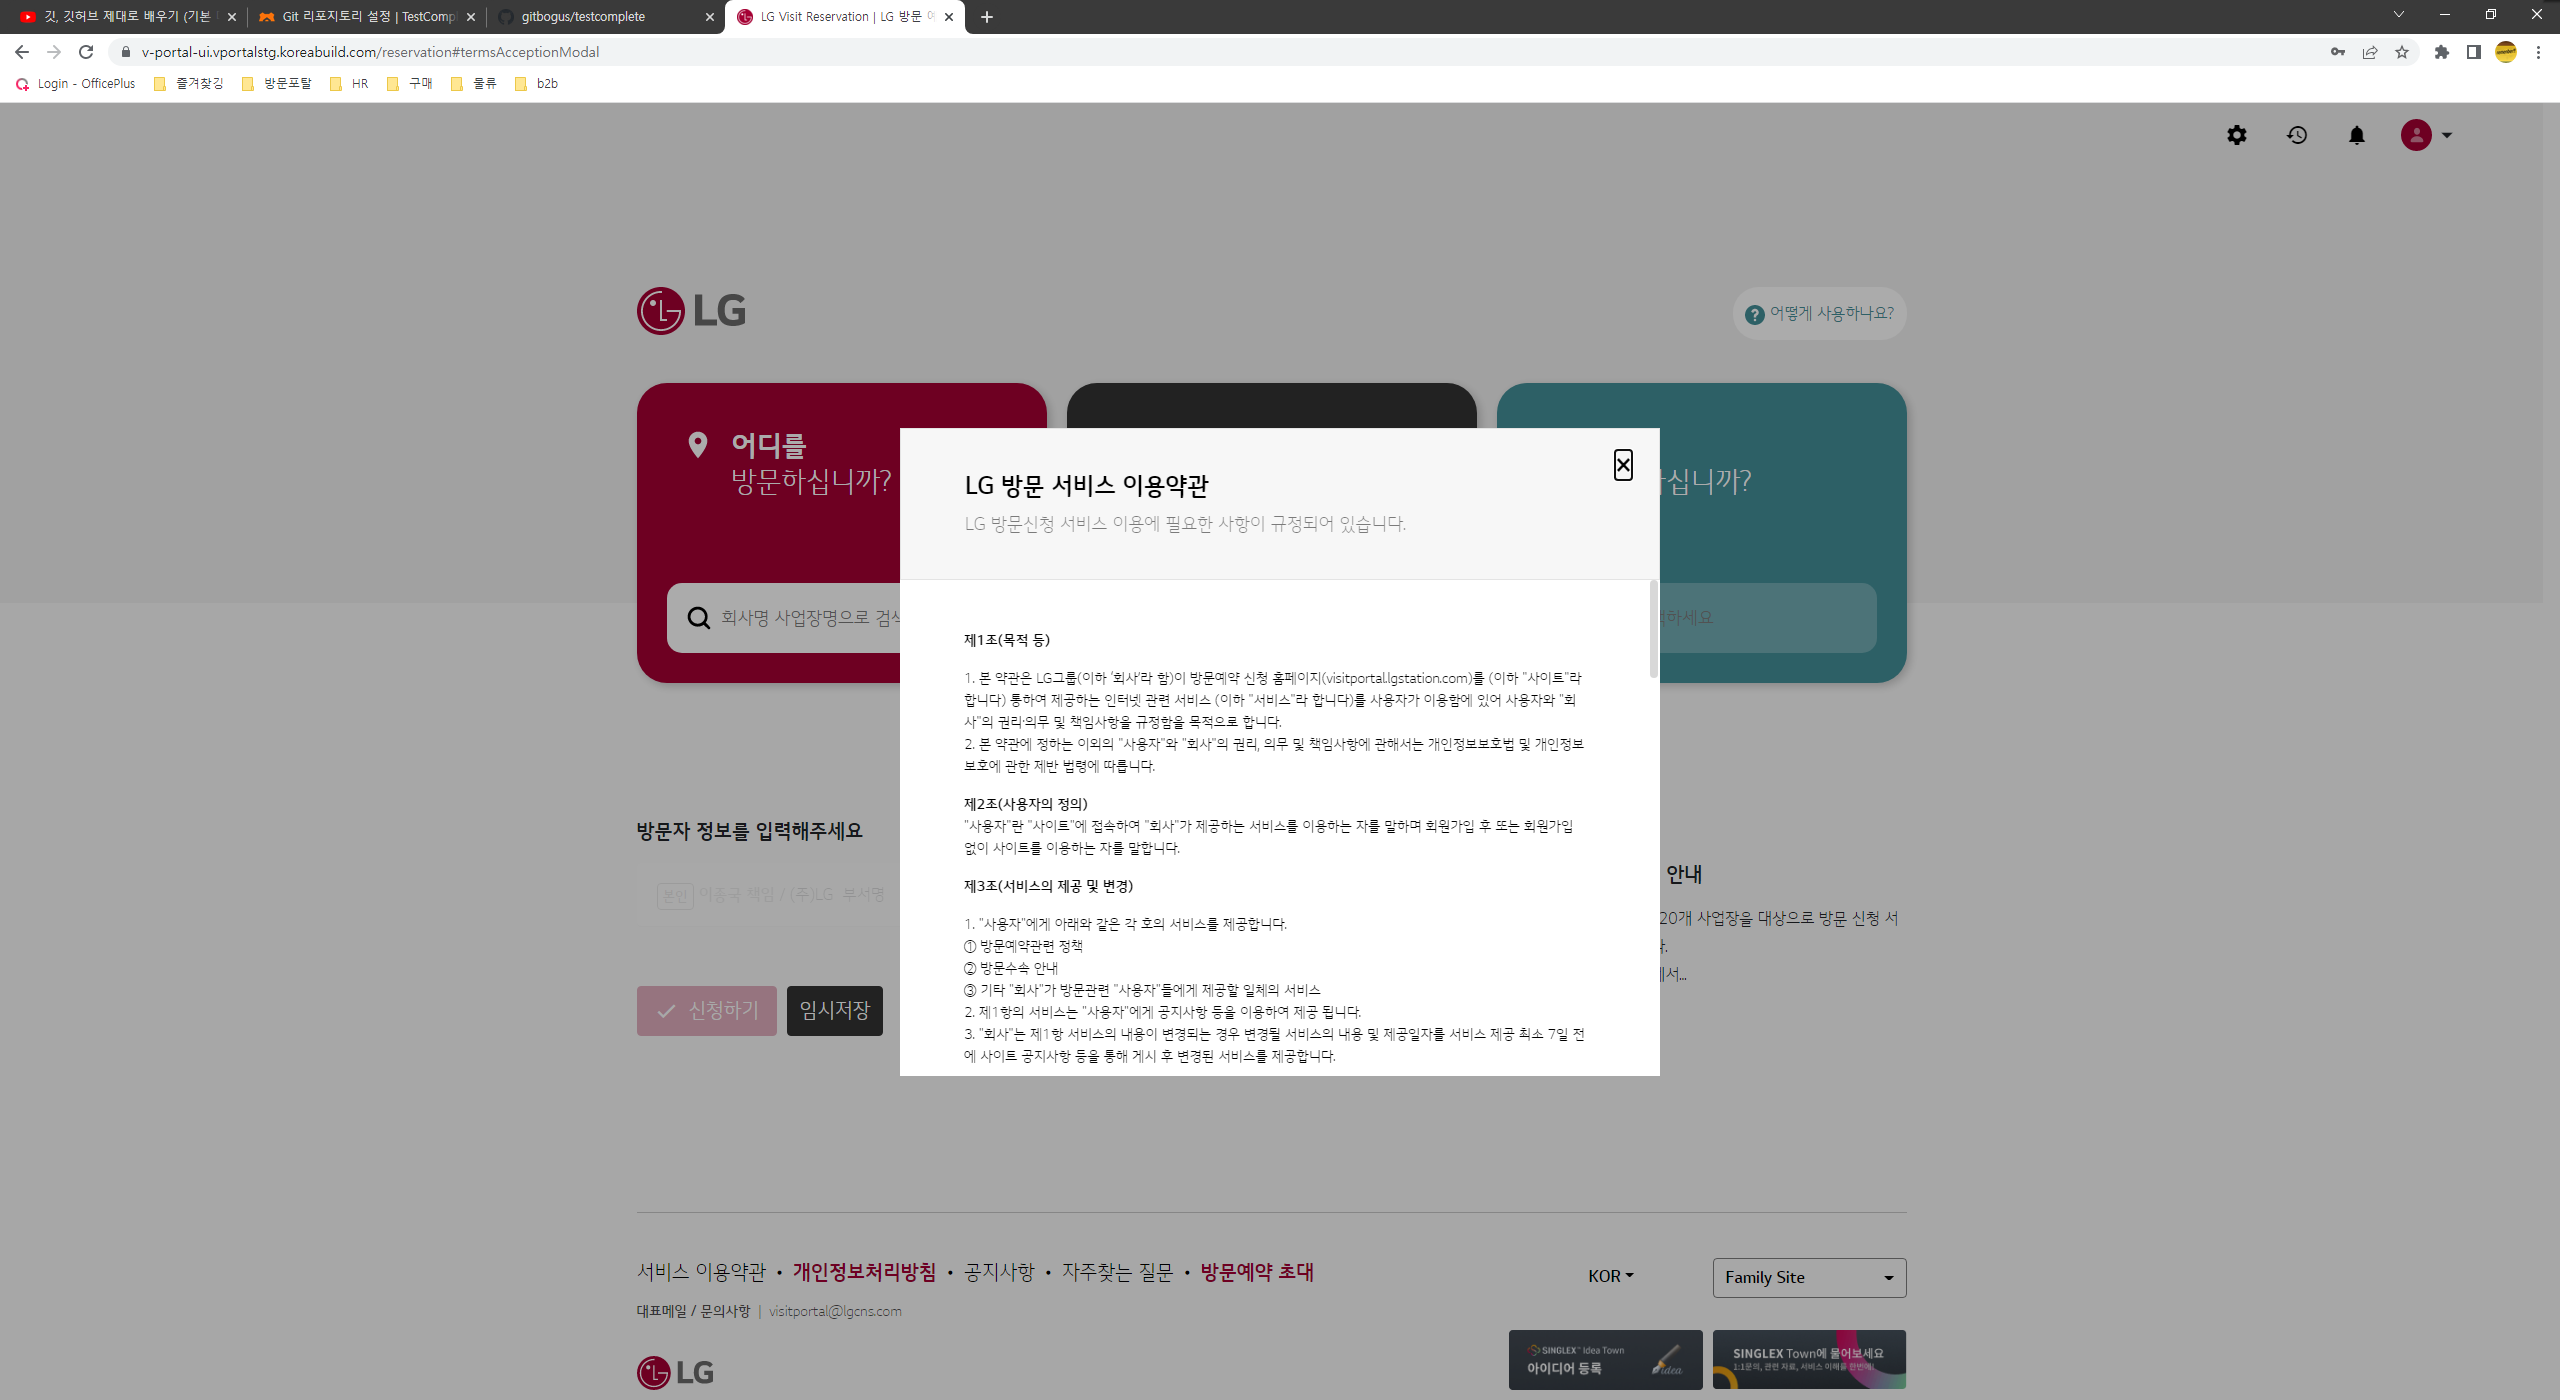 깃, 깃허브 제대로 배우기 (기본
Git 리포지토리 설정 | TestComp
gitbogus/testcomplete
LG Visit Reservation | LG 방문 예
v-portal-ui.vportalstg.koreabuild.com/reservation#termsAcceptionModal
Login - OfficePlus
즐겨찾깅
방문포탈
HR
구매
물류
b2b
LG
어떻게 사용하나요?
어디를
방문하십니까?
십니까?
회사명 사업장명으로 검색
하세요
LG 방문 서비스 이용약관
LG 방문신청 서비스 이용에 필요한 사항이 규정되어 있습니다.
제1조(목적 등)
1. 본 약관은 LG그룹(이하 ‘회사’라 함)이 방문예약 신청 홈페이지(visitportal.lgstation.com)를 (이하 "사이트"라
합니다) 통하여 제공하는 인터넷 관련 서비스 (이하 "서비스"라 합니다)를 사용자가 이용함에 있어 사용자와 "회
사"의 권리·의무 및 책임사항을 규정함을 목적으로 합니다.
2. 본 약관에 정하는 이외의 "사용자"와 "회사"의 권리, 의무 및 책임사항에 관해서는 개인정보보호법 및 개인정보
보호에 관한 제반 법령에 따릅니다.
제2조(사용자의 정의)
"사용자"란 "사이트"에 접속하여 "회사"가 제공하는 서비스를 이용하는 자를 말하며 회원가입 후 또는 회원가입
없이 사이트를 이용하는 자를 말합니다.
제3조(서비스의 제공 및 변경)
1. "사용자"에게 아래와 같은 각 호의 서비스를 제공합니다.
① 방문예약관련 정책
② 방문수속 안내
③ 기타 "회사"가 방문관련 "사용자"들에게 제공할 일체의 서비스
2. 제1항의 서비스는 "사용자"에게 공지사항 등을 이용하여 제공 됩니다.
3. "회사"는 제1항 서비스의 내용이 변경되는 경우 변경될 서비스의 내용 및 제공일자를 서비스 제공 최소 7일 전
에 사이트 공지사항 등을 통해 게시 후 변경된 서비스를 제공합니다.
방문자 정보를 입력해주세요
본인 이종국 책임 / (주)LG 부서명
신청하기
임시저장
안내
20개 사업장을 대상으로 방문 신청 서
서...
서비스 이용약관 • 개인정보처리방침 • 공지사항 • 자주찾는 질문 • 방문예약 초대
KOR
Family Site
대표메일 / 문의사항 | visitportal@lgcns.com
SINGLEX™ Idea Town
아이디어 등록
idea
SINGLEX Town에 물어보세요
1:1문의, 관련 자료, 서비스 이해를 한번에!
LG